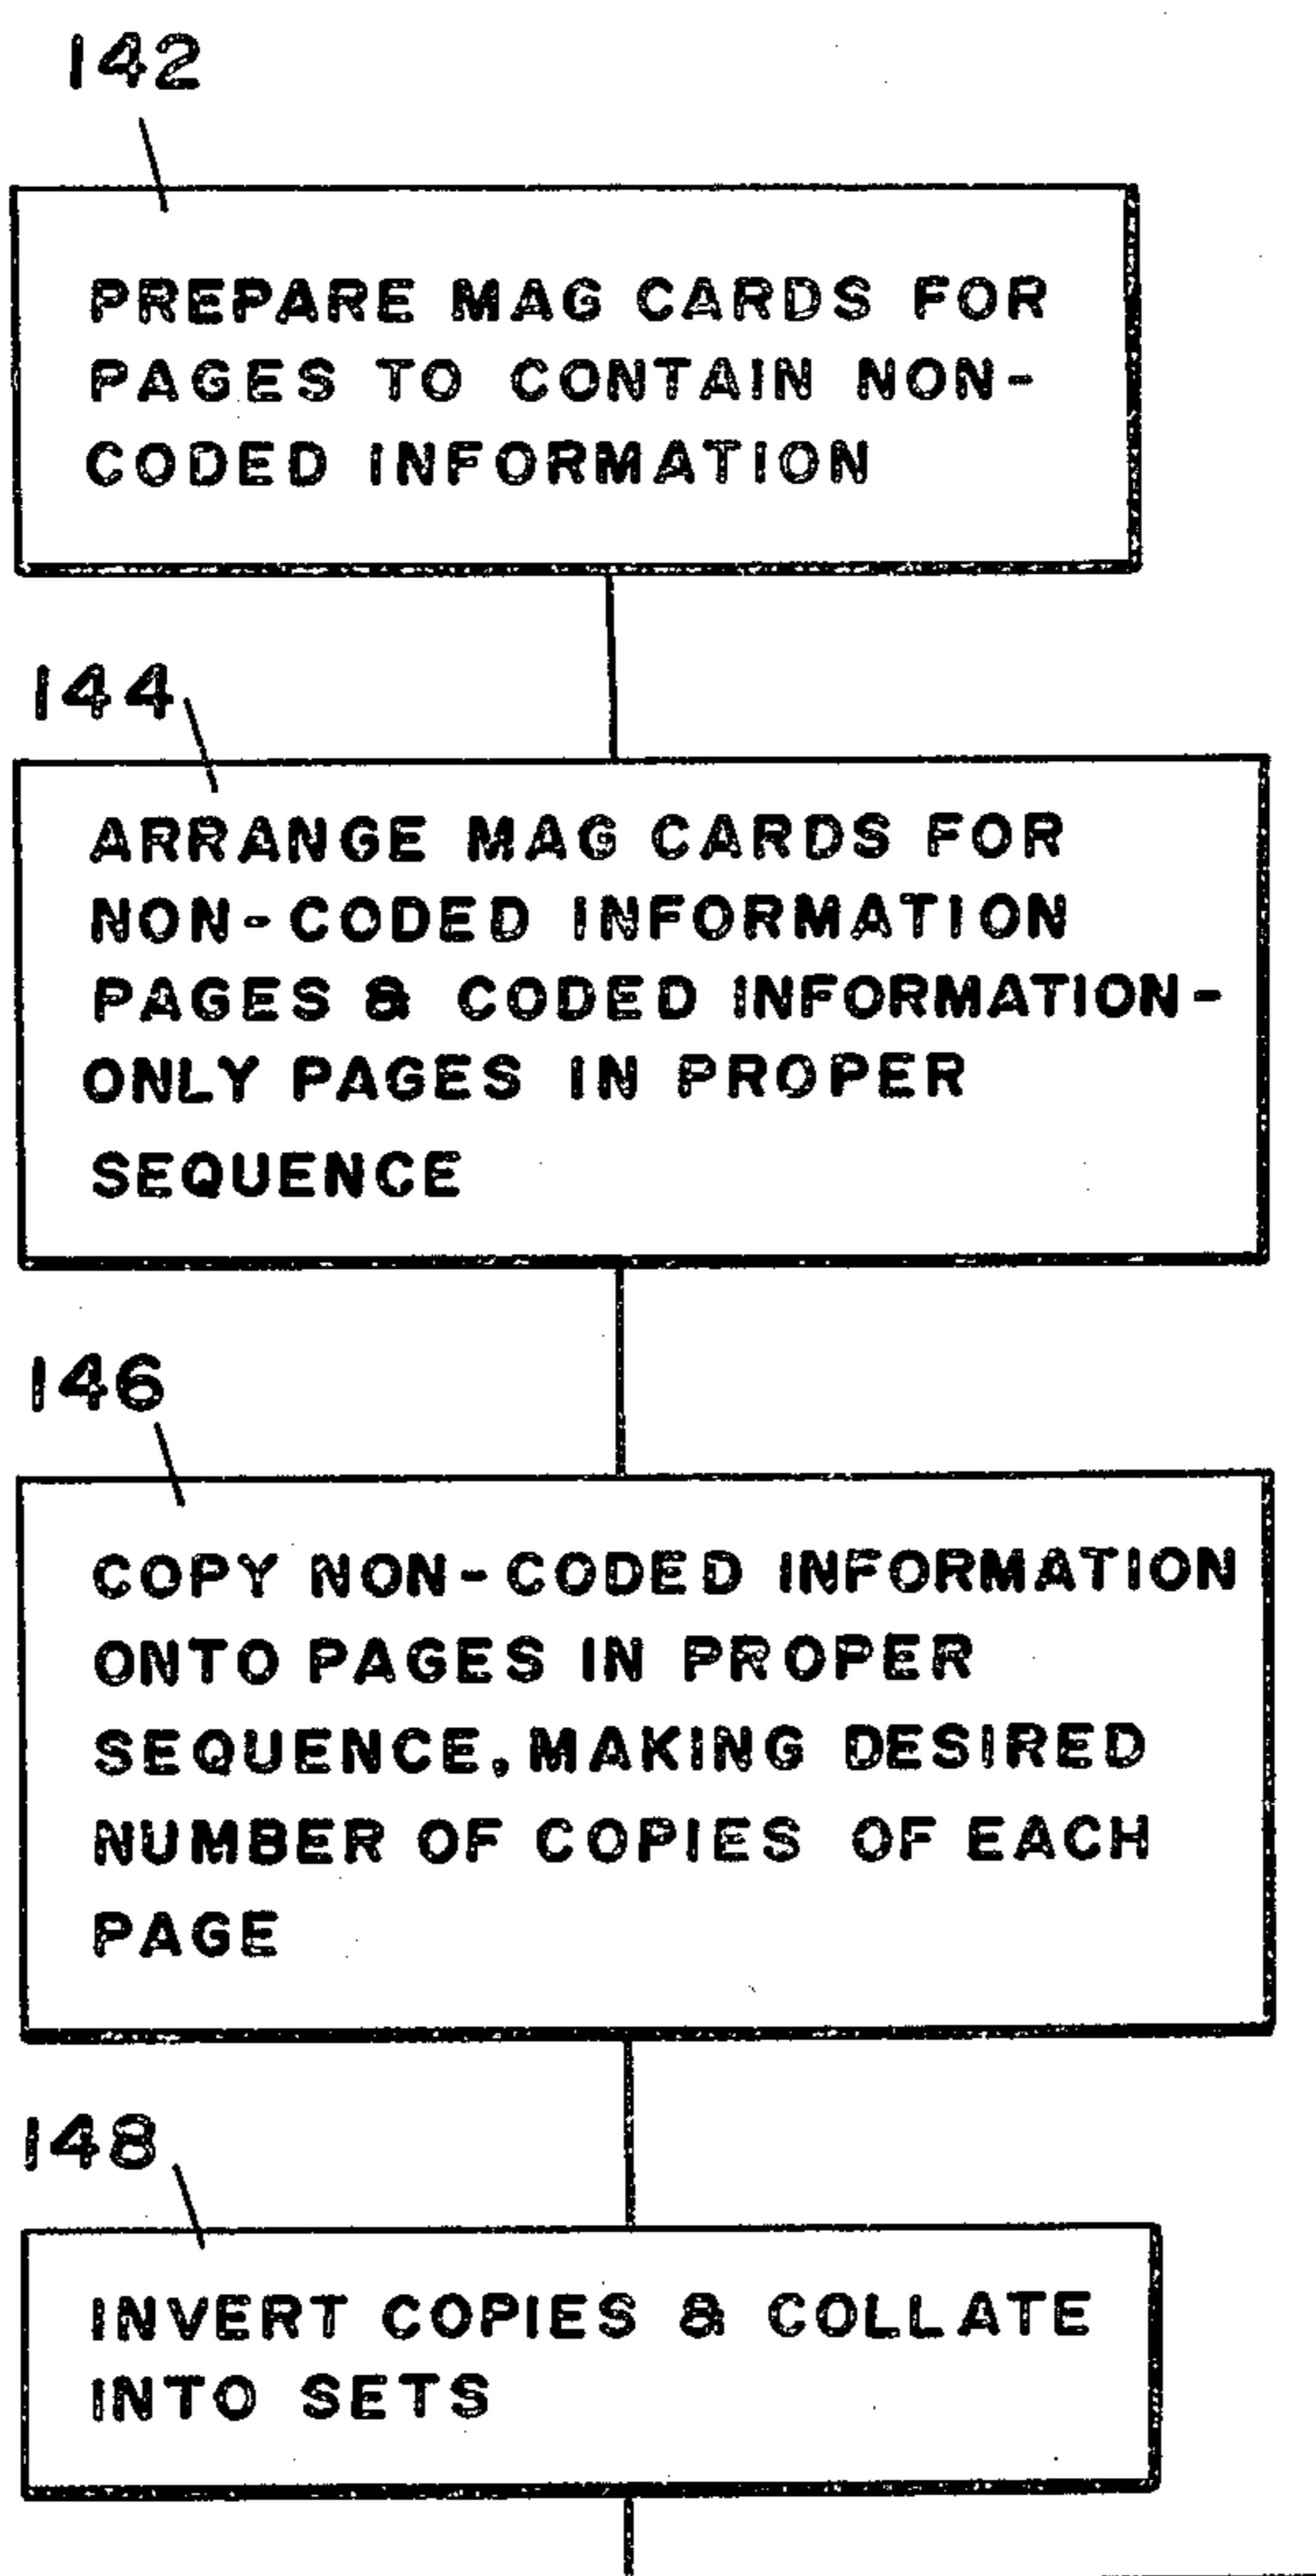 142
PREPARE MAG CARDS FOR
PAGES TO CONTAIN NON-
CODED INFORMATION
144
ARRANGE MAG CARDS FOR
NON-CODED INFORMATION
PAGES & CODED INFORMATION-
ONLY PAGES IN PROPER
SEQUENCE
146
COPY NON-CODED INFORMATION
ONTO PAGES IN PROPER
SEQUENCE, MAKING DESIRED
NUMBER OF COPIES OF EACH
PAGE
148
INVERT COPIES & COLLATE
INTO SETS